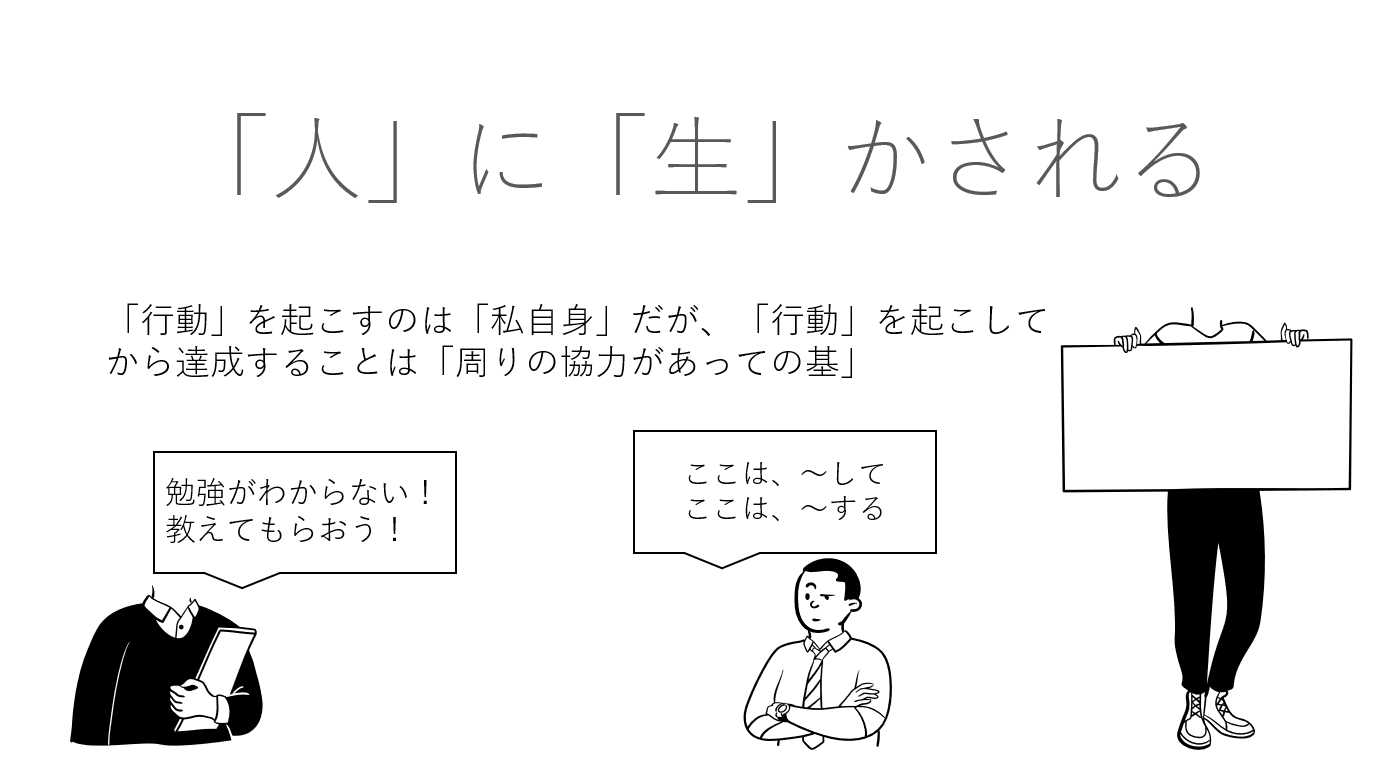 「人」に「生」かされる
「行動」を起こすのは「私自身」だが、「行動」を起こして
から達成することは「周りの協力があっての基」
勉強がわからない！
教えてもらおう！
ここは、～して
ここは、～する